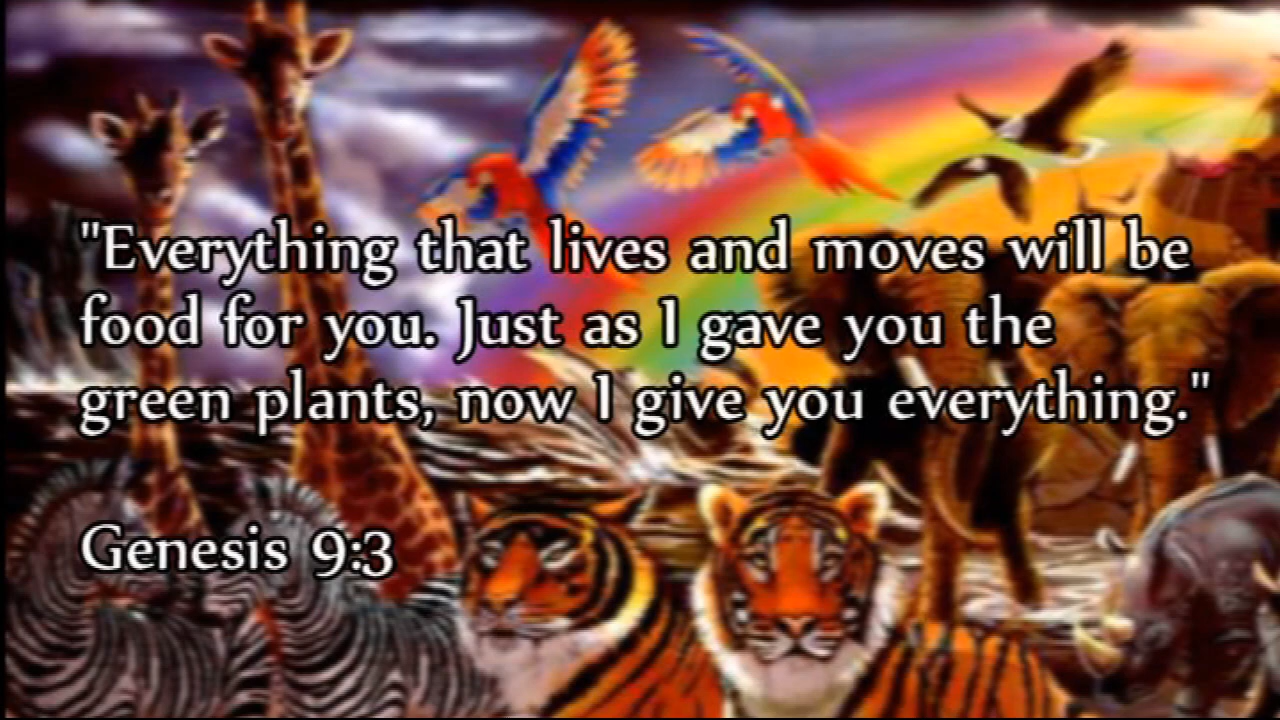 "Everything that lives and moves will be
food for you. Just as I gave you the
green plants, now I give you everything."
Genesis 9:3